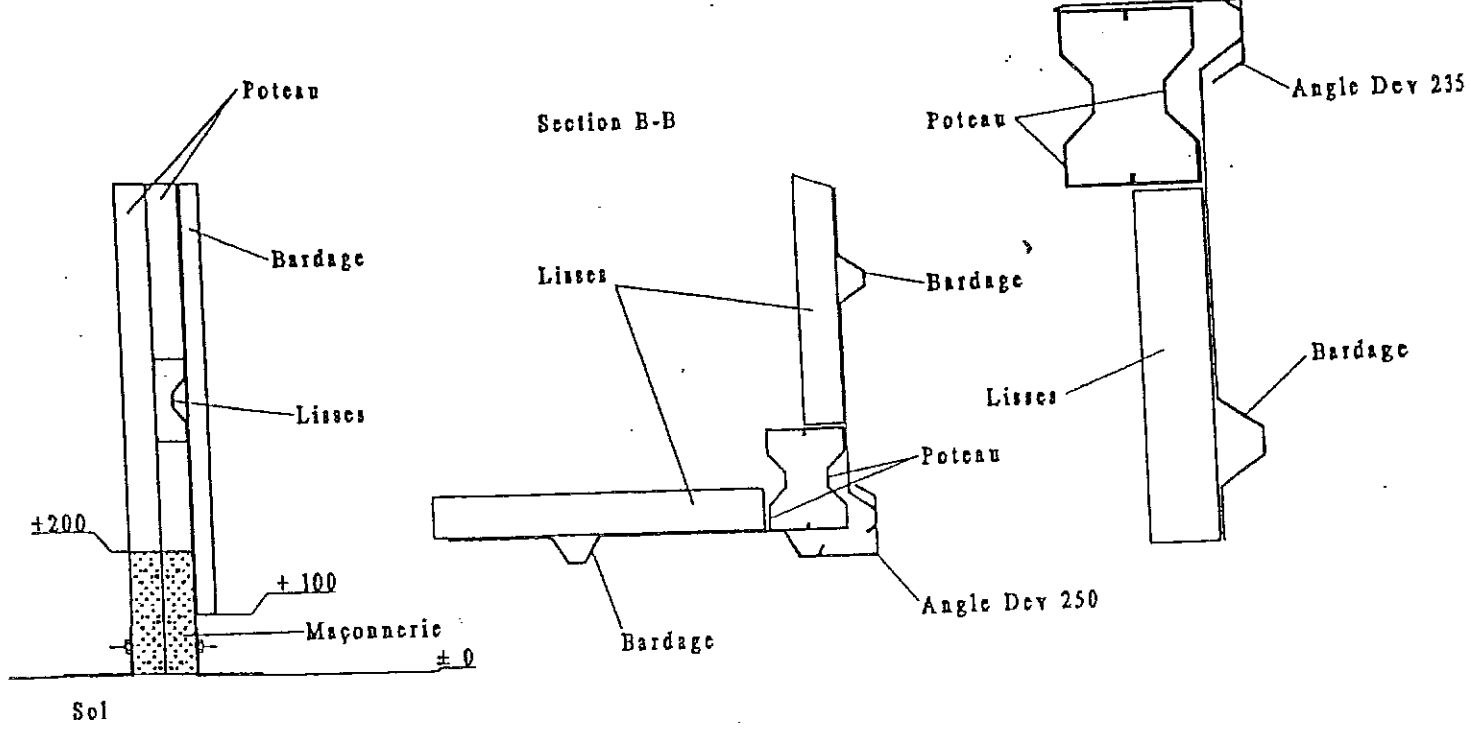 Poteau
Section B-B
Angle Dev 235
Poteau
Bardage
Lisses
Bardage
Bardage
Lisses
Lisses
Poteau
±200
+ 100
Angle Dev 250
Maçonnerie
Bardage
± 0
Sol